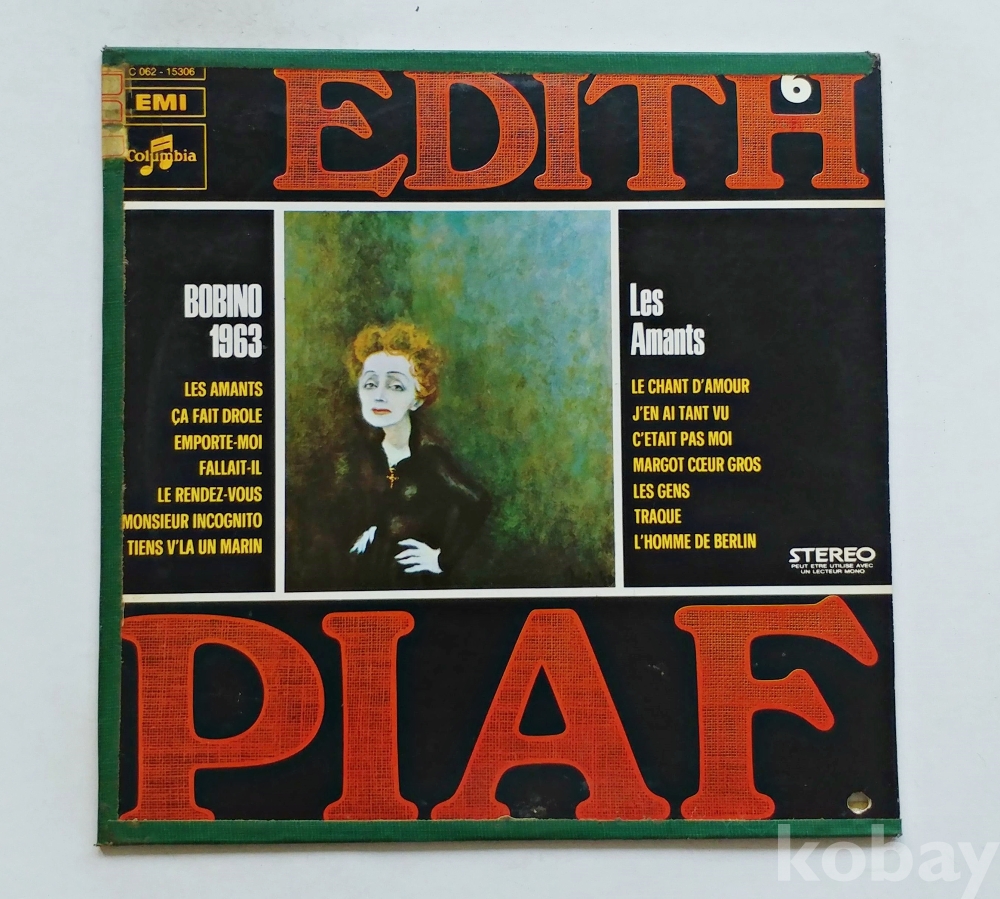 C 062 - 15306
EMI
Columbia
EDITH
6
BOBINO
1963
LES AMANTS
ÇA FAIT DROLE
EMPORTE-MOI
FALLAIT-IL
LE RENDEZ-VOUS
MONSIEUR INCOGNITO
TIENS V'LA UN MARIN
Les
Amants
LE CHANT D'AMOUR
J'EN AI TANT VU
C'ETAIT PAS MOI
MARGOT CŒUR GROS
LES GENS
TRAQUE
L'HOMME DE BERLIN
STEREO
PEUT ETRE UTILISE AVEC
UN LECTEUR MONO
PIAF
kobay